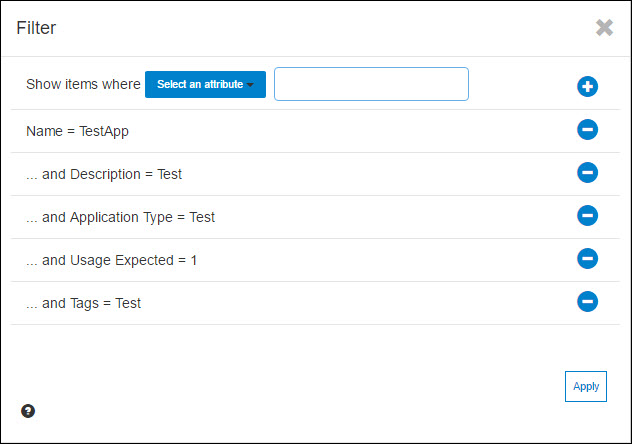 Filter
Show items where Select an attribute
Name = TestApp
... and Description = Test
... and Application Type = Test
... and Usage Expected = 1
... and Tags = Test
Apply
?